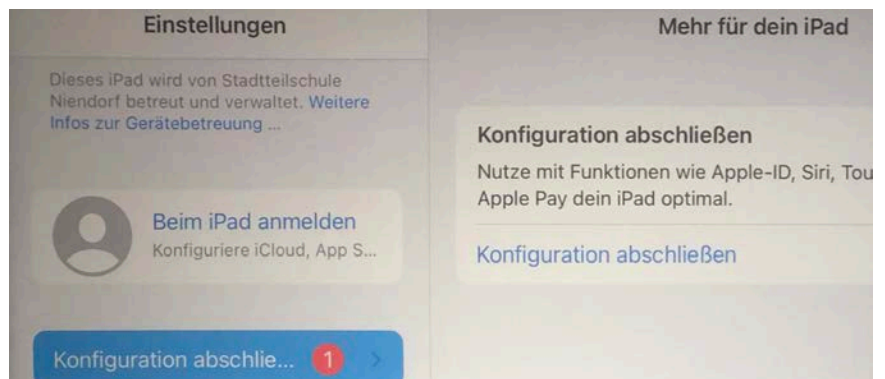 Einstellungen
Mehr für dein iPad
Dieses iPad wird von Stadtteilschule
Niendorf betreut und verwaltet. Weitere
Infos zur Gerätebetreuung ...
Beim iPad anmelden
Konfiguriere iCloud, App S...
Konfiguration abschlie... 1
Konfiguration abschließen
Nutze mit Funktionen wie Apple-ID, Siri, Tou
Apple Pay dein iPad optimal.
Konfiguration abschließen